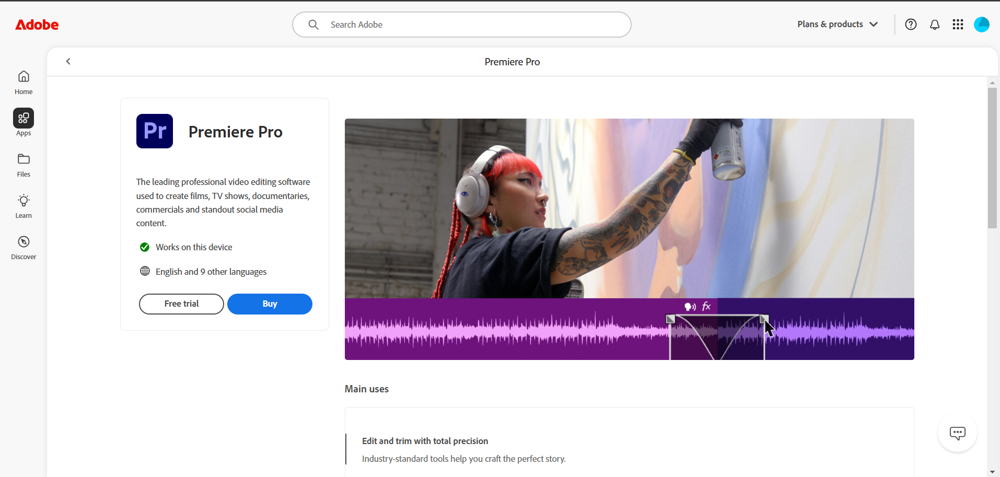 Adobe
Search Adobe
Plans & products
Premiere Pro
Home
Apps
Files
Learn
Discover
Pr
Premiere Pro
The leading professional video editing software
used to create films, TV shows, documentaries,
commercials and standout social media
content.
Works on this device
English and 9 other languages
Free trial
Buy
fx
Main uses
Edit and trim with total precision
Industry-standard tools help you craft the perfect story.